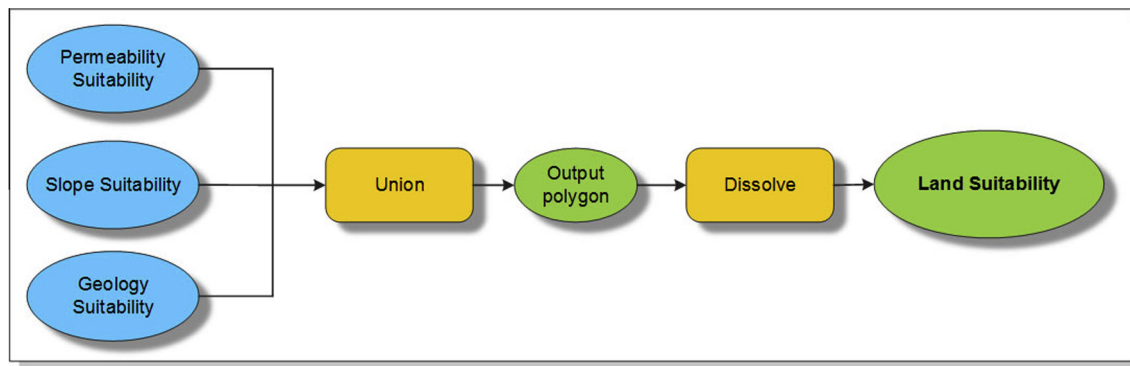 Permeability
Suitability
Slope Suitability
Geology
Suitability
Union
Output
polygon
Dissolve
Land Suitability